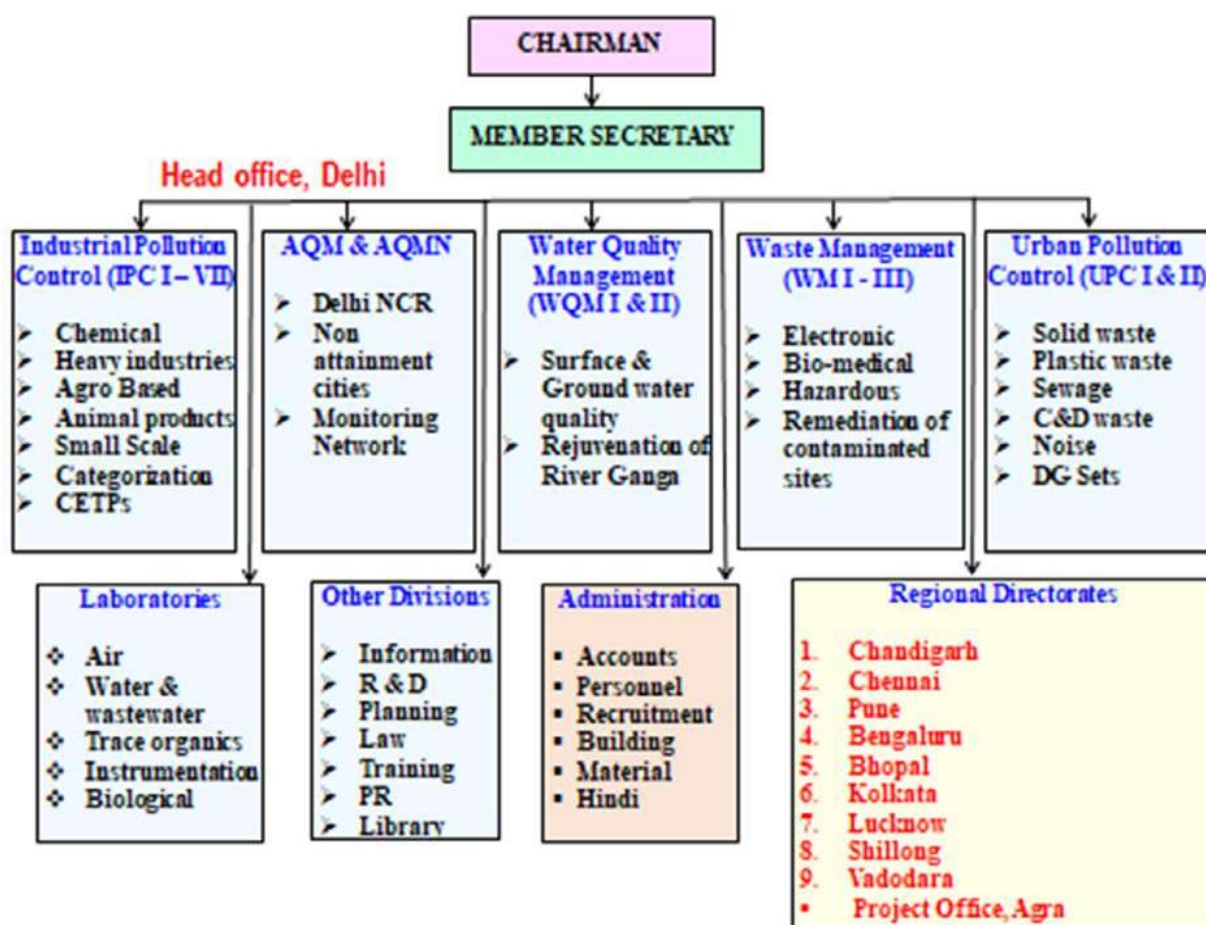 CHAIRMAN
MEMBER SECRETARY
Head office, Delhi
Industrial Pollution
Control (IPC I – VII)
➢ Chemical
➢ Heavy industries
➢ Agro Based
➢ Animal products
➢ Small Scale
➢ Categorization
➢ CETPs
AQM & AQMN
➢ Delhi NCR
➢ Non
attainment
cities
➢ Monitoring
Network
Water Quality
Management
(WQM I & II)
➢ Surface &
Ground water
quality
➢ Rejuvenation of
River Ganga
Waste Management
(WM I - III)
➢ Electronic
➢ Bio-medical
➢ Hazardous
➢ Remediation of
contaminated
sites
Urban Pollution
Control (UPC I & II)
➢ Solid waste
➢ Plastic waste
➢ Sewage
➢ C&D waste
➢ Noise
➢ DG Sets
Laboratories
❖ Air
❖ Water &
wastewater
❖ Trace organics
❖ Instrumentation
❖ Biological
Other Divisions
➢ Information
➢ R & D
➢ Planning
➢ Law
➢ Training
➢ PR
➢ Library
Administration
▪ Accounts
▪ Personnel
▪ Recruitment
▪ Building
▪ Material
▪ Hindi
Regional Directorates
1. Chandigarh
2. Chennai
3. Pune
4. Bengaluru
5. Bhopal
6. Kolkata
7. Lucknow
8. Shillong
9. Vadodara
▪ Project Office, Agra